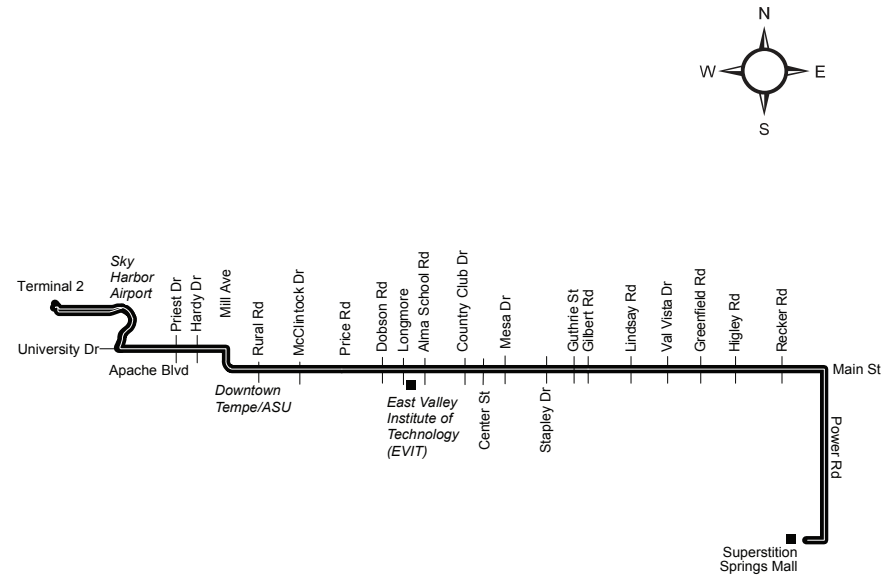 N
W
E
S
Sky
Harbor
Airport
Terminal 2
University Dr
Apache Blvd
Priest Dr
Hardy Dr
Mill Ave
Rural Rd
McClintock Dr
Price Rd
Dobson Rd
Longmore
Alma School Rd
Country Club Dr
Mesa Dr
Guthrie St
Gilbert Rd
Lindsay Rd
Val Vista Dr
Greenfield Rd
Higley Rd
Recker Rd
Main St
Downtown
Tempe/ASU
East Valley
Institute of
Technology
(EVIT)
Center St
Stapley Dr
Power Rd
Superstition
Springs Mall